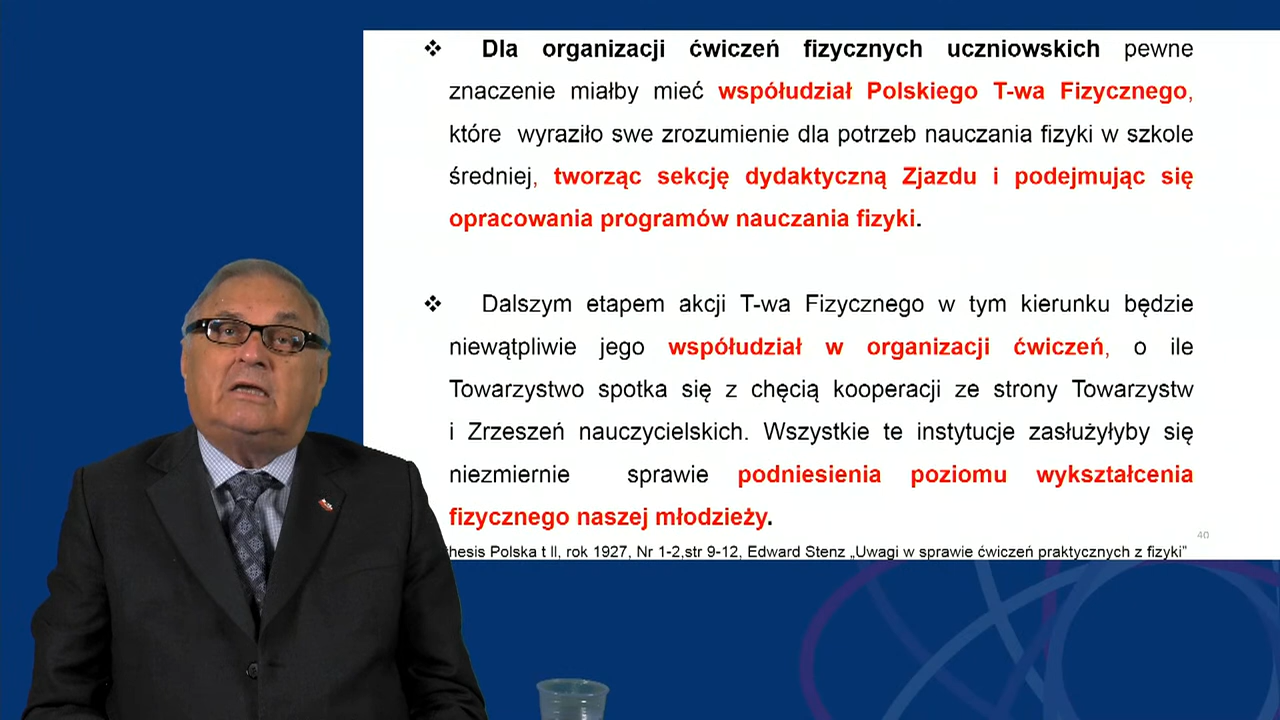 ❖ Dla organizacji ćwiczeń fizycznych uczniowskich pewne
znaczenie miałby mieć współudział Polskiego T-wa Fizycznego,
które wyraziło swe zrozumienie dla potrzeb nauczania fizyki w szkole
średniej, tworząc sekcję dydaktyczną Zjazdu i podejmując się
opracowania programów nauczania fizyki.
❖ Dalszym etapem akcji T-wa Fizycznego w tym kierunku będzie
niewątpliwie jego współudział w organizacji ćwiczeń, o ile
Towarzystwo spotka się z chęcią kooperacji ze strony Towarzystw
i Zrzeszeń nauczycielskich. Wszystkie te instytucje zasłużyłyby się
niezmiernie sprawie podniesienia poziomu wykształcenia
fizycznego naszej młodzieży.
40
hesis Polska t II, rok 1927, Nr 1-2,str 9-12, Edward Stenz „Uwagi w sprawie ćwiczeń praktycznych z fizyki”